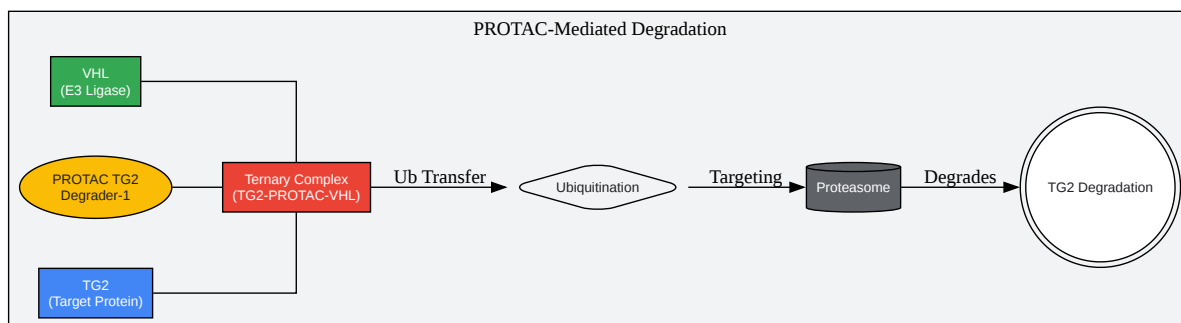 PROTAC-Mediated Degradation
VHL
(E3 Ligase)
PROTAC TG2
Degrader-1
Ternary Complex
(TG2-PROTAC-VHL)
Ub Transfer
Ubiquitination
Targeting
Proteasome
Degrades
TG2 Degradation
TG2
(Target Protein)